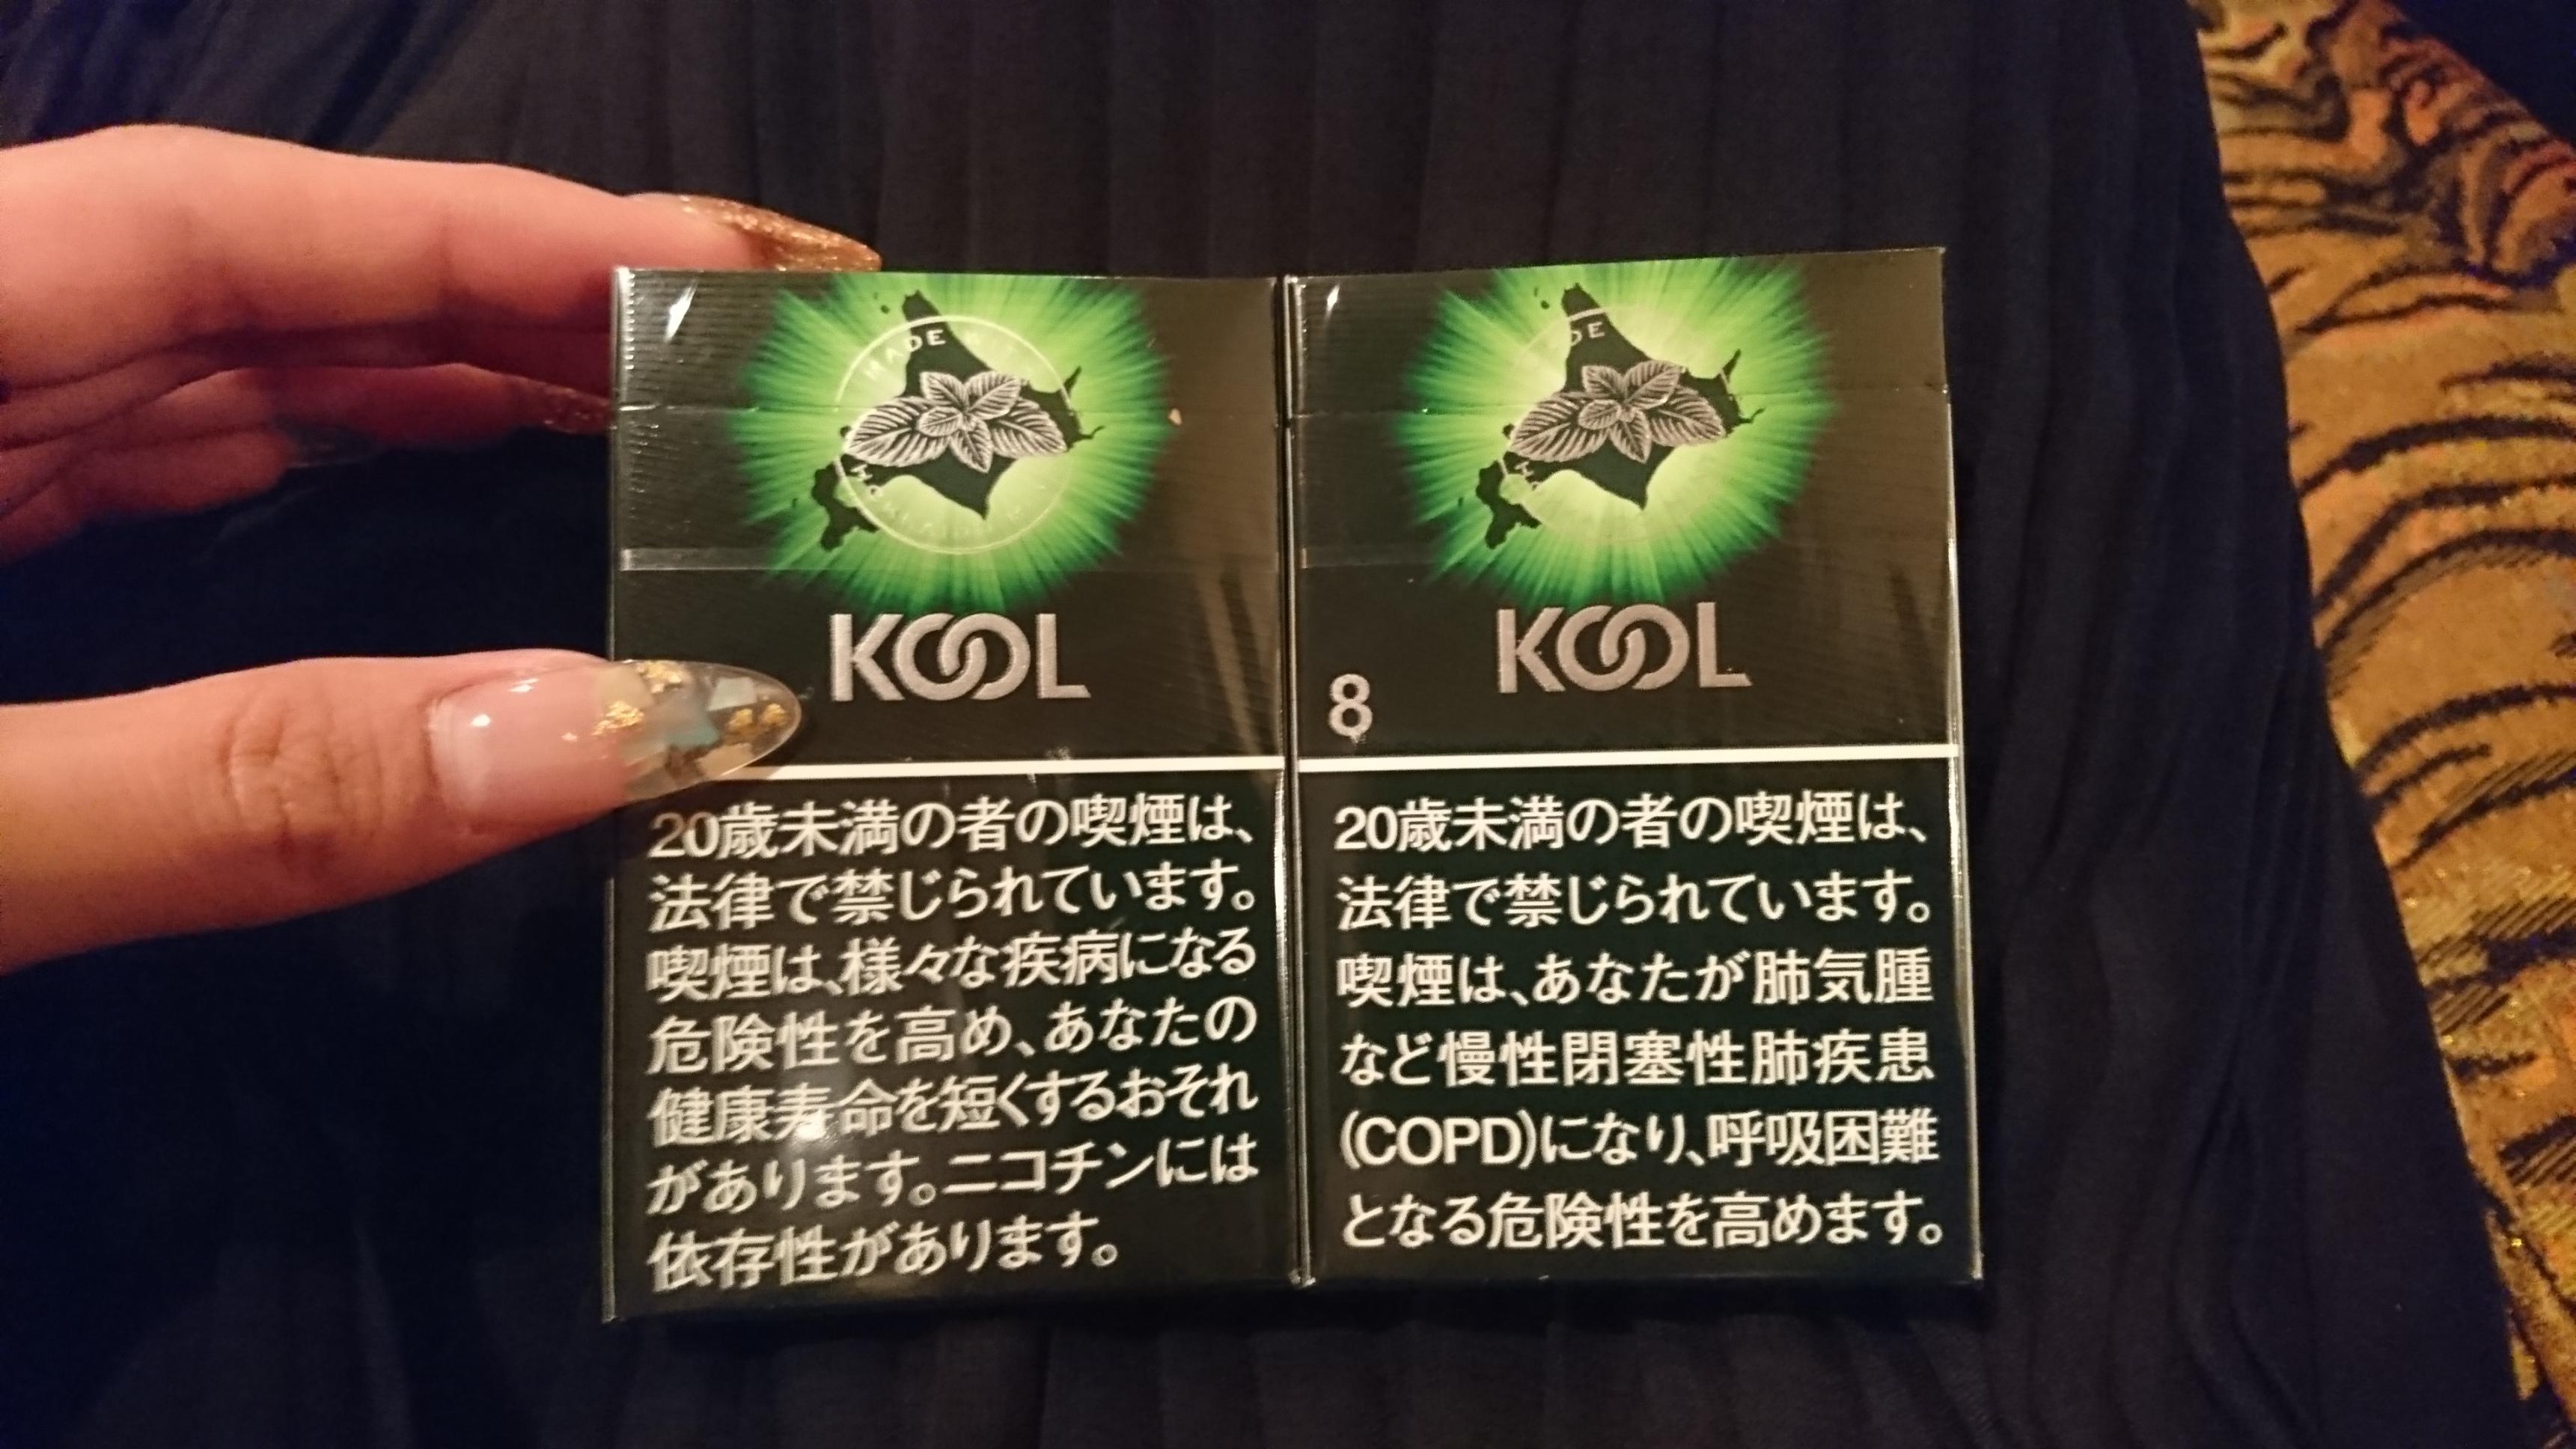 MADE
KOOL
20歳未満の者の喫煙は、
法律で禁じられています。
喫煙は、様々な疾病になる
危険性を高め、あなたの
健康寿命を短くするおそれ
があります。ニコチンには
依存性があります。
KOOL
8
20歳未満の者の喫煙は、
法律で禁じられています。
喫煙は、あなたが肺気腫
など慢性閉塞性肺疾患
(COPD)になり、呼吸困難
となる危険性を高めます。